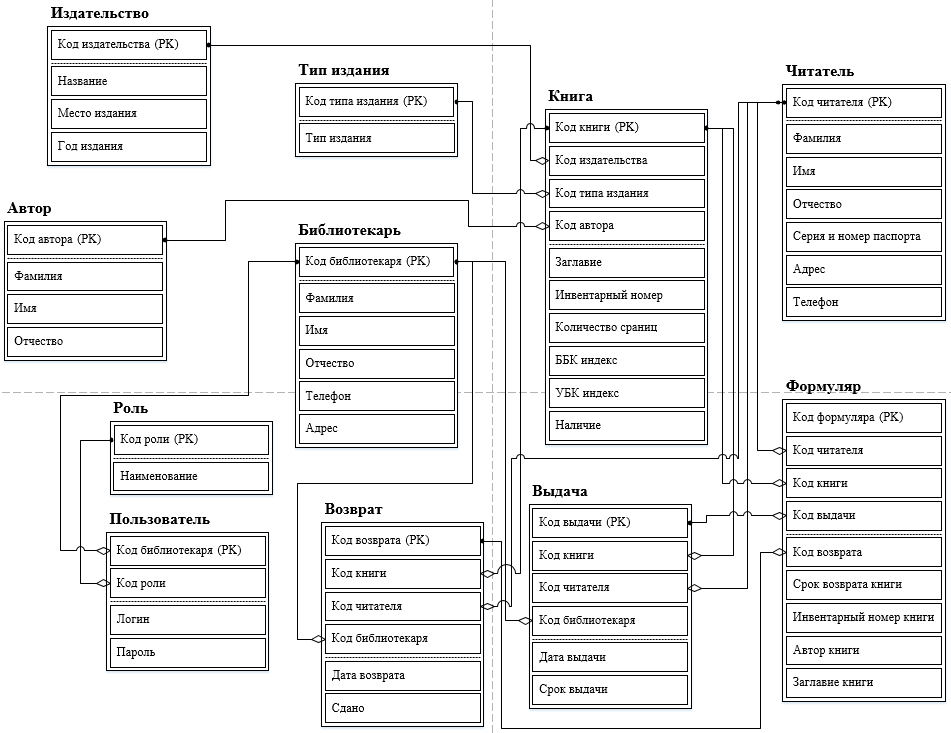 Издательство
Код издательства (PK)
Название
Место издания
Год издания
Тип издания
Код типа издания (PK)
Тип издания
Книга
Код книги (PK)
Код издательства
Код типа издания
Код автора
Заглавие
Инвентарный номер
Количество сраниц
ББК индекс
УБК индекс
Наличие
Читатель
Код читателя (PK)
Фамилия
Имя
Отчество
Серия и номер паспорта
Адрес
Телефон
Автор
Код автора (PK)
Фамилия
Имя
Отчество
Библиотекарь
Код библиотекаря (PK)
Фамилия
Имя
Отчество
Телефон
Адрес
Роль
Код роли (PK)
Наименование
Пользователь
Код библиотекаря (PK)
Код роли
Логин
Пароль
Возврат
Код возврата (PK)
Код книги
Код читателя
Код библиотекаря
Дата возврата
Сдано
Выдача
Код выдачи (PK)
Код книги
Код читателя
Код библиотекаря
Дата выдачи
Срок выдачи
Формуляр
Код формуляра (PK)
Код читателя
Код книги
Код выдачи
Код возврата
Срок возврата книги
Инвентарный номер книги
Автор книги
Заглавие книги